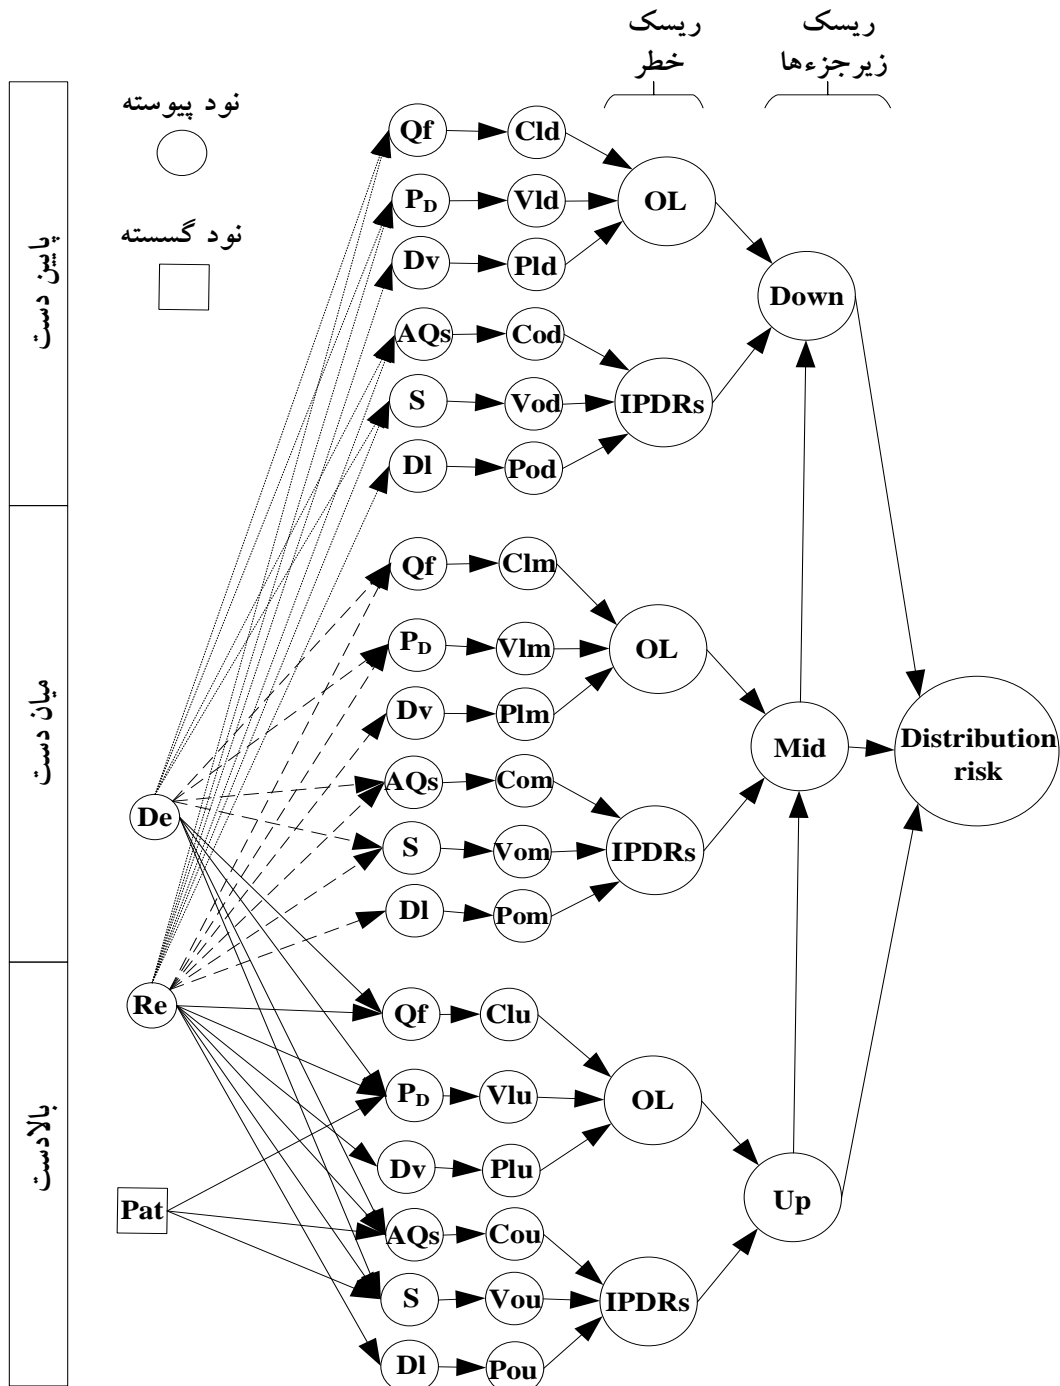 ریسک
خطر
ریسک
زیرجزءها
نود پیوسته
نود گسسته
پایین دست
میان دست
بالادست
Qf
Cld
P_D
Vld
OL
Dv
Pld
Down
AQs
Cod
S
Vod
IPDRs
Dl
Pod
Qf
Clm
P_D
Vlm
OL
Dv
Plm
Mid
Distribution
risk
AQs
Com
De
S
Vom
IPDRs
Dl
Pom
Re
Qf
Clu
P_D
Vlu
OL
Dv
Plu
Pat
Up
AQs
Cou
S
Vou
IPDRs
Dl
Pou